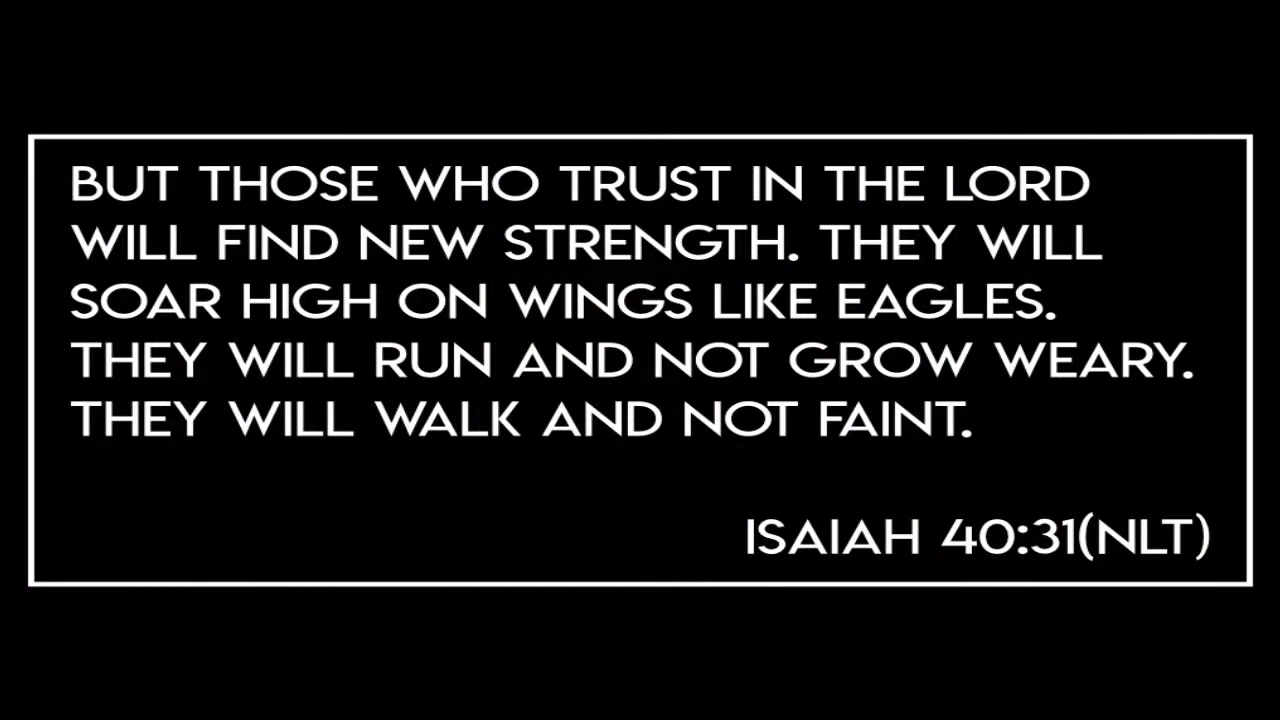 BUT THOSE WHO TRUST IN THE LORD
WILL FIND NEW STRENGTH. THEY WILL
SOAR HIGH ON WINGS LIKE EAGLES.
THEY WILL RUN AND NOT GROW WEARY.
THEY WILL WALK AND NOT FAINT.
ISAIAH 40:31(NLT)